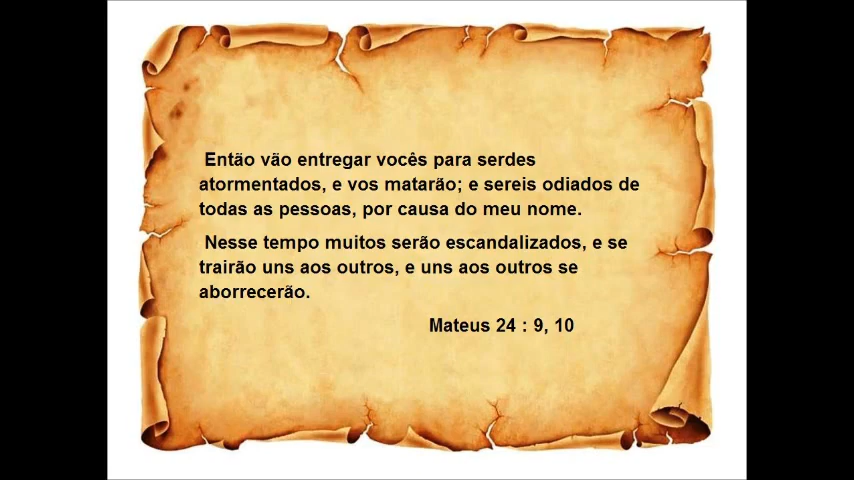 Então vão entregar vocês para serdes
atormentados, e vos matarão; e sereis odiados de
todas as pessoas, por causa do meu nome.
Nesse tempo muitos serão escandalizados, e se
trairão uns aos outros, e uns aos outros se
aborrecerão.
Mateus 24 : 9, 10